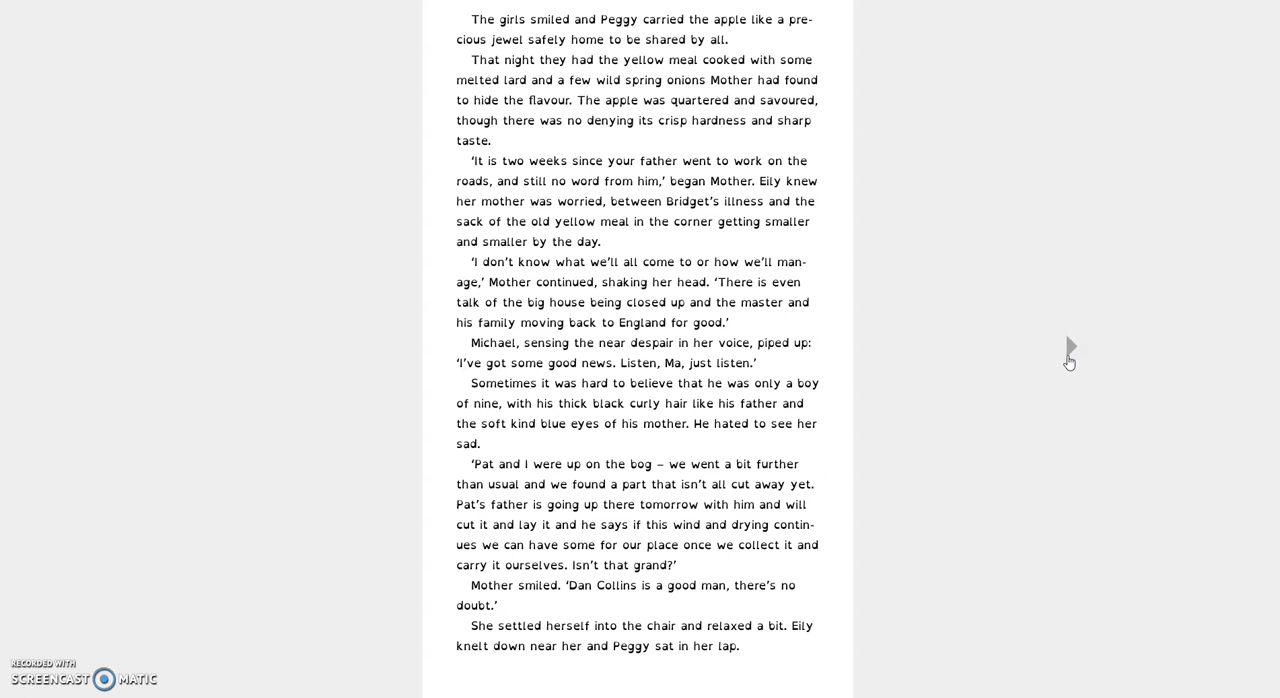 The girls smiled and Peggy carried the apple like a pre-
cious jewel safely home to be shared by all.
That night they had the yellow meal cooked with some
melted lard and a few wild spring onions Mother had found
to hide the flavour. The apple was quartered and savoured,
though there was no denying its crisp hardness and sharp
taste.
‘It is two weeks since your father went to work on the
roads, and still no word from him,’ began Mother. Eily knew
her mother was worried, between Bridget’s illness and the
sack of the old yellow meal in the corner getting smaller
and smaller by the day.
‘I don’t know what we’ll all come to or how we’ll man-
age,’ Mother continued, shaking her head. ‘There is even
talk of the big house being closed up and the master and
his family moving back to England for good.’
Michael, sensing the near despair in her voice, piped up:
‘I’ve got some good news. Listen, Ma, just listen.’
Sometimes it was hard to believe that he was only a boy
of nine, with his thick black curly hair like his father and
the soft kind blue eyes of his mother. He hated to see her
sad.
‘Pat and I were up on the bog – we went a bit further
than usual and we found a part that isn’t all cut away yet.
Pat’s father is going up there tomorrow with him and will
cut it and lay it and he says if this wind and drying contin-
ues we can have some for our place once we collect it and
carry it ourselves. Isn’t that grand?’
Mother smiled. ‘Dan Collins is a good man, there’s no
doubt.’
She settled herself into the chair and relaxed a bit. Eily
knelt down near her and Peggy sat in her lap.
RECORDED WITH
SCREENCAST MATIC